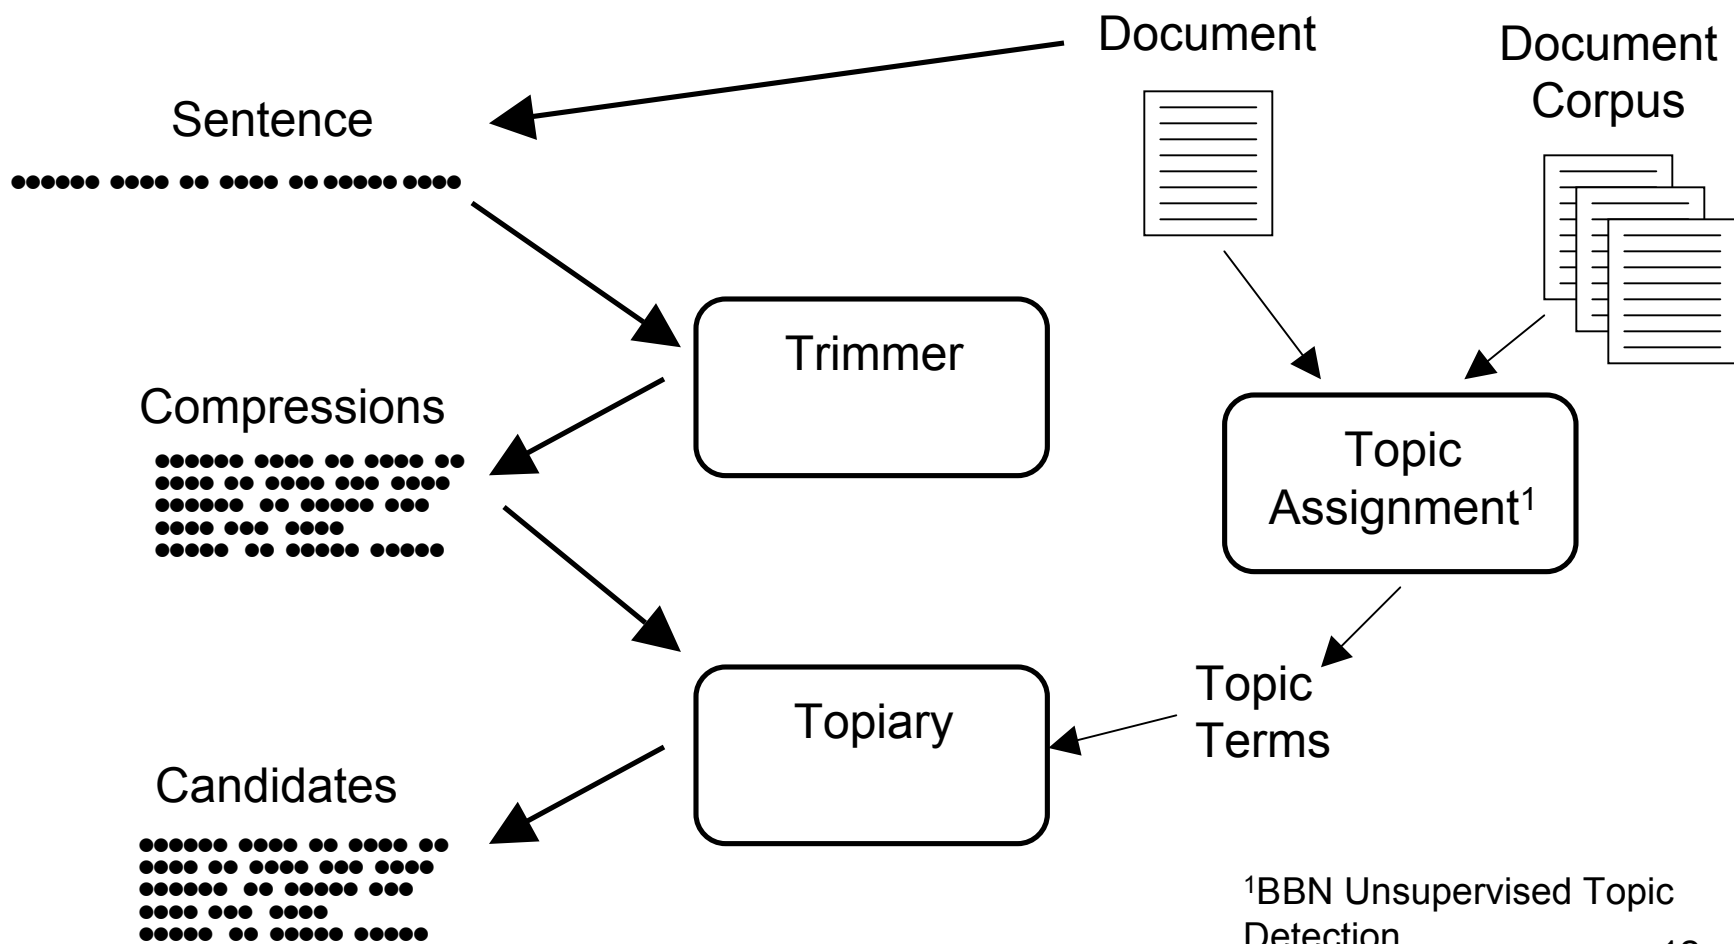 Document
Document
Corpus
Sentence
Trimmer
Compressions
Topic
Assignment¹
Topiary
Topic
Terms
Candidates
¹BBN Unsupervised Topic
Detection